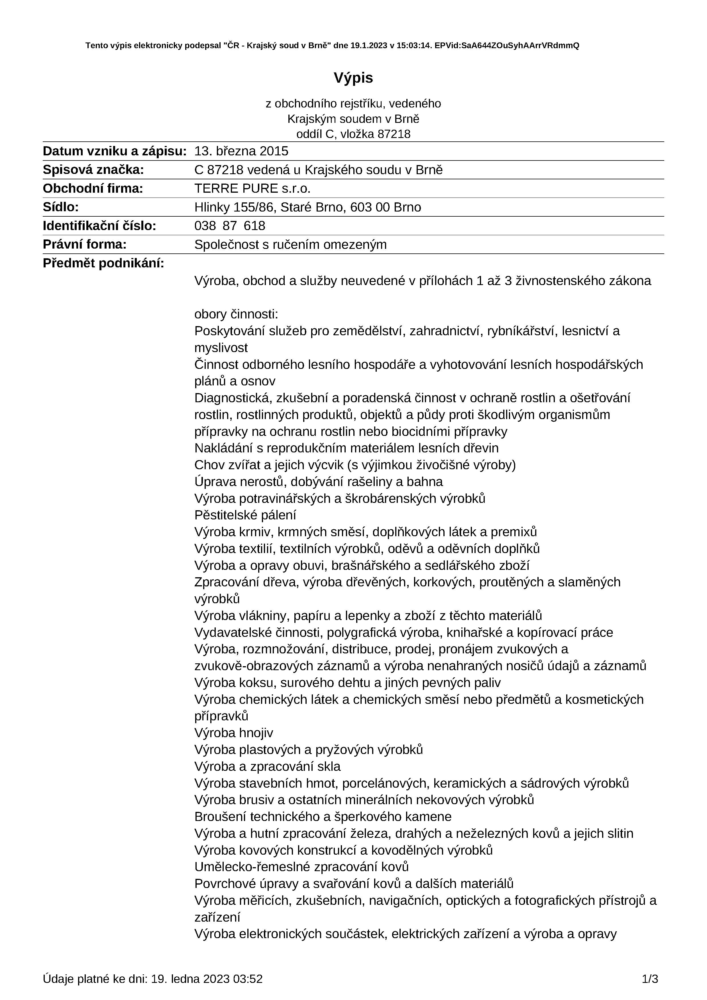 Tento výpis elektronicky podepsal "ČR - Krajský soud v Brně" dne 19.1.2023 v 15:03:14. EPVid:SaA644ZOuSyhAArrVRdmmQ
Výpis
z obchodního rejstříku, vedeného
Krajským soudem v Brně
oddíl C, vložka 87218
Datum vzniku a zápisu: 13. března 2015
Spisová značka: C 87218 vedená u Krajského soudu v Brně
Obchodní firma: TERRE PURE s.r.o.
Sídlo: Hlinky 155/86, Staré Brno, 603 00 Brno
Identifikační číslo: 038 87 618
Právní forma: Společnost s ručením omezeným
Předmět podnikání:
Výroba, obchod a služby neuvedené v přílohách 1 až 3 živnostenského zákona
obory činnosti:
Poskytování služeb pro zemědělství, zahradnictví, rybníkářství, lesnictví a
myslivost
Činnost odborného lesního hospodáře a vyhotovování lesních hospodářských
plánů a osnov
Diagnostická, zkušební a poradenská činnost v ochraně rostlin a ošetřování
rostlin, rostlinných produktů, objektů a půdy proti škodlivým organismům
přípravky na ochranu rostlin nebo biocidními přípravky
Nakládání s reprodukčním materiálem lesních dřevin
Chov zvířat a jejich výcvik (s výjimkou živočišné výroby)
Úprava nerostů, dobývání rašeliny a bahna
Výroba potravinářských a škrobárenských výrobků
Pěstitelské pálení
Výroba krmiv, krmných směsí, doplňkových látek a premixů
Výroba textilií, textilních výrobků, oděvů a oděvních doplňků
Výroba a opravy obuvi, brašnářského a sedlářského zboží
Zpracování dřeva, výroba dřevěných, korkových, proutěných a slaměných
výrobků
Výroba vlákniny, papíru a lepenky a zboží z těchto materiálů
Vydavatelské činnosti, polygrafická výroba, knihařské a kopírovací práce
Výroba, rozmnožování, distribuce, prodej, pronájem zvukových a
zvukově-obrazových záznamů a výroba nenahraných nosičů údajů a záznamů
Výroba koksu, surového dehtu a jiných pevných paliv
Výroba chemických látek a chemických směsí nebo předmětů a kosmetických
přípravků
Výroba hnojiv
Výroba plastových a pryžových výrobků
Výroba a zpracování skla
Výroba stavebních hmot, porcelánových, keramických a sádrových výrobků
Výroba brusiv a ostatních minerálních nekovových výrobků
Broušení technického a šperkového kamene
Výroba a hutní zpracování železa, drahých a neželezných kovů a jejich slitin
Výroba kovových konstrukcí a kovodělných výrobků
Umělecko-řemeslné zpracování kovů
Povrchové úpravy a svařování kovů a dalších materiálů
Výroba měřicích, zkušebních, navigačních, optických a fotografických přístrojů a
zařízení
Výroba elektronických součástek, elektrických zařízení a výroba a opravy
Údaje platné ke dni: 19. ledna 2023 03:52 1/3